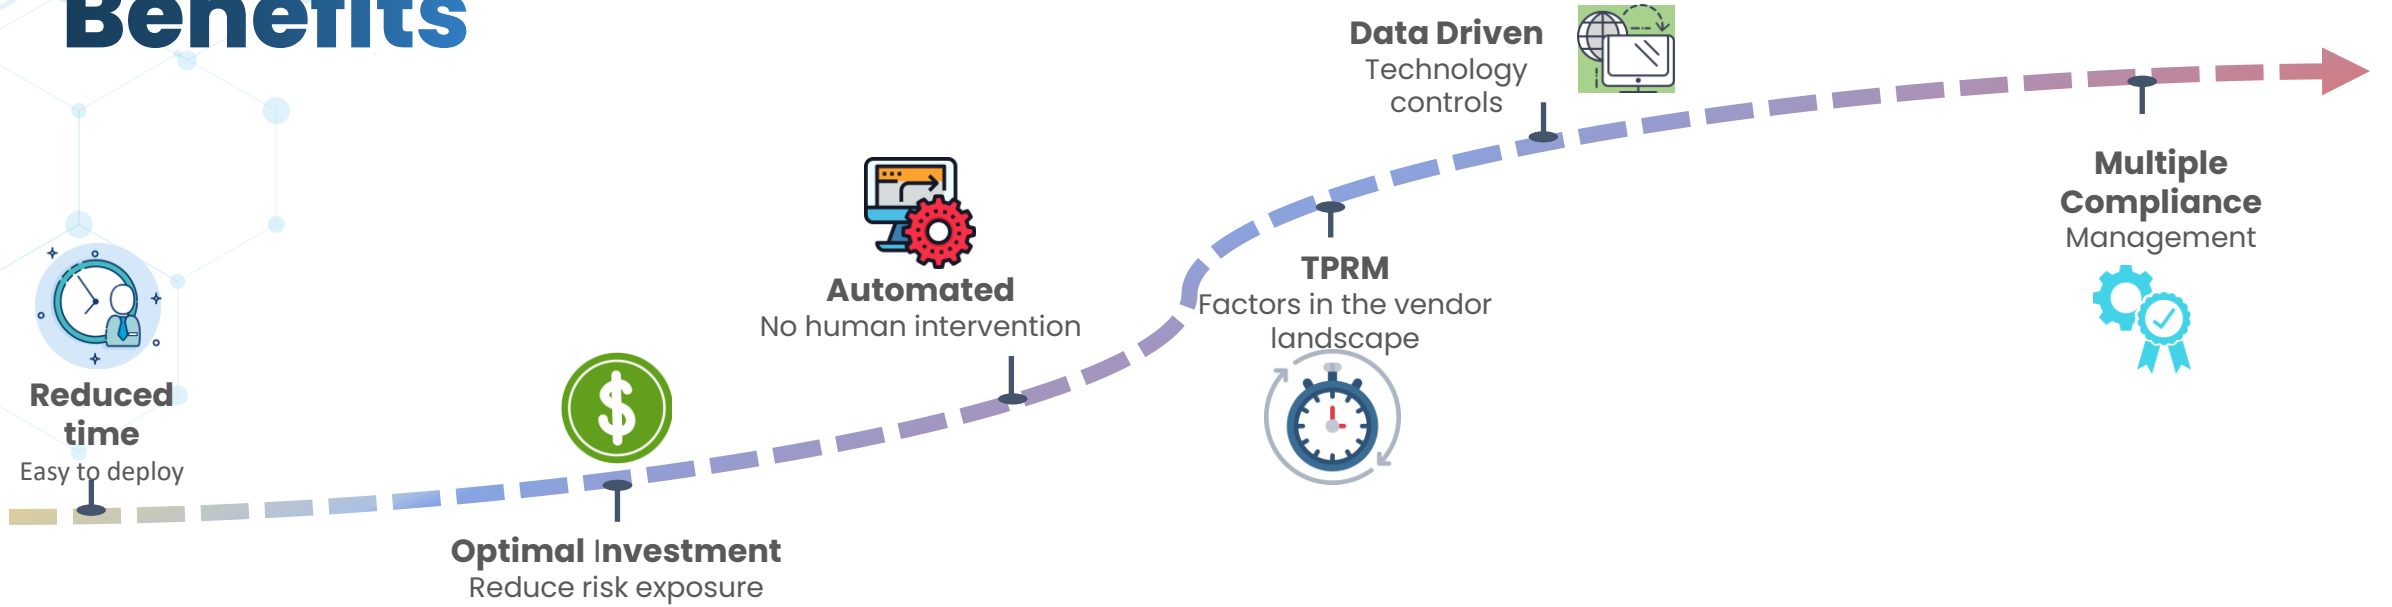 Benefits
Reduced
time
Easy to deploy
Optimal Investment
Reduce risk exposure
Automated
No human intervention
TPRM
Factors in the vendor
landscape
Data Driven
Technology
controls
Multiple
Compliance
Management